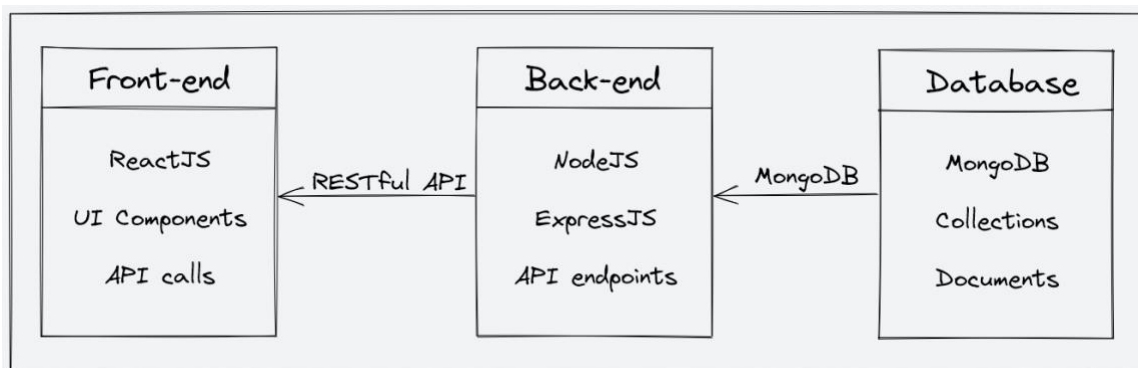 Front-end
ReactJS
UI Components
API calls
RESTful API
Back-end
NodeJS
ExpressJS
API endpoints
MongoDB
Database
MongoDB
Collections
Documents